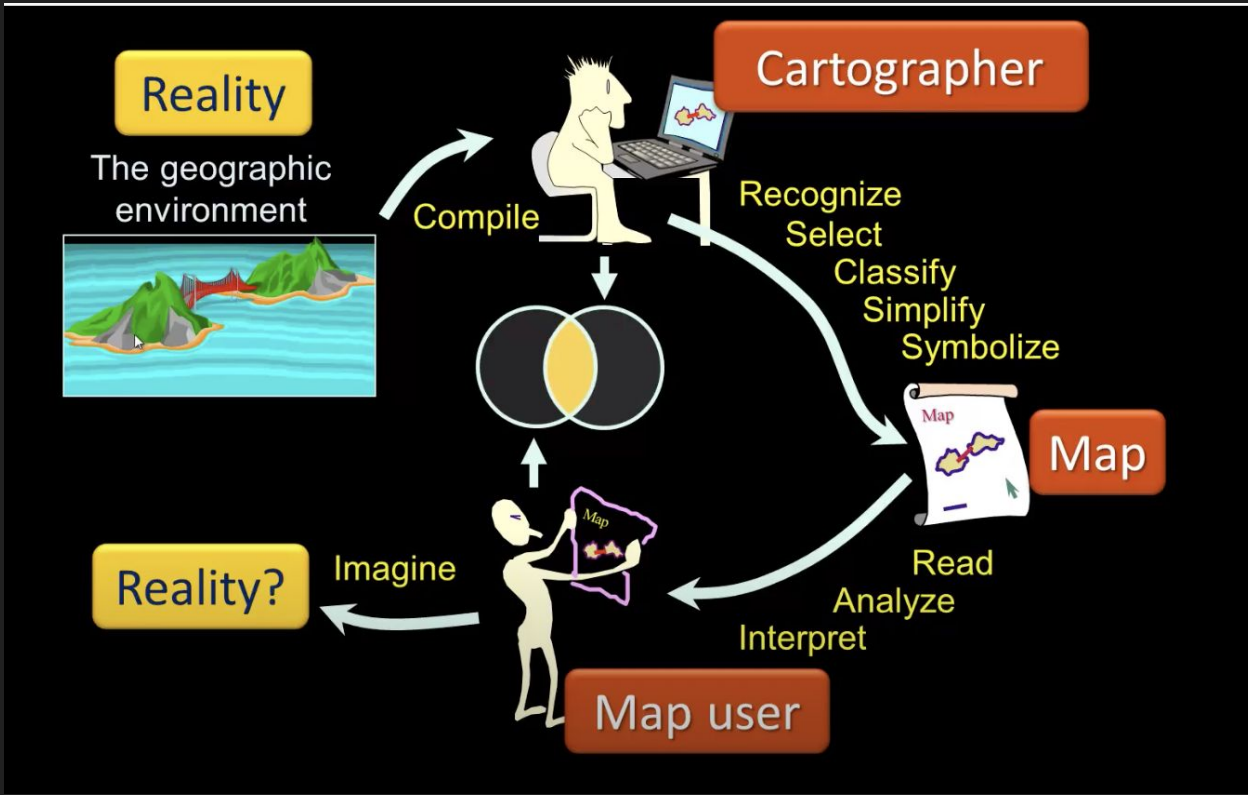 Reality
The geographic
environment
Compile
Cartographer
Recognize
Select
Classify
Simplify
Symbolize
Map
Map
Read
Analyze
Interpret
Map
Map user
Imagine
Reality?